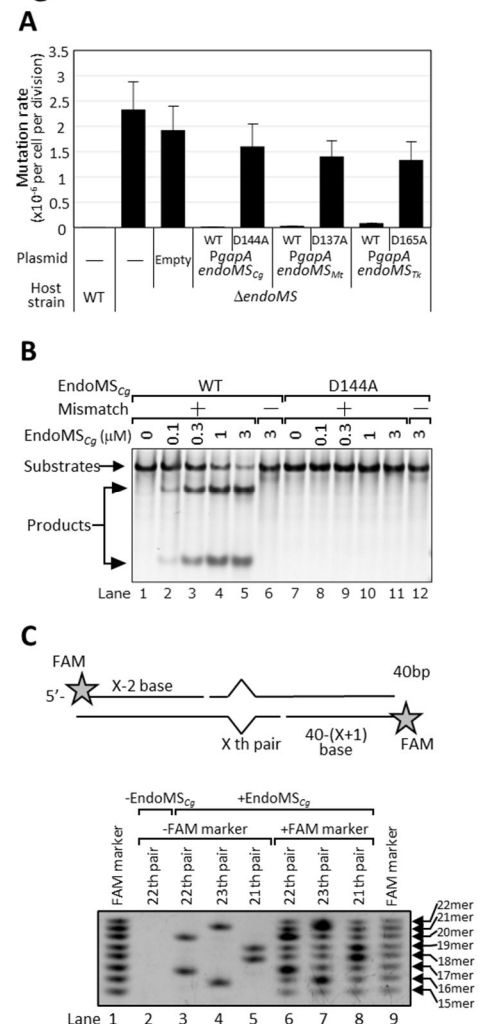 A
Mutation rate
(x10-6 per cell per division)
3.5
3
2.5
2
1.5
1
0.5
0
WT D144A WT D137A WT D165A
Plasmid — — Empty PgapA endoMSCg PgapA endoMSMt PgapA endoMSTk
Host strain WT ΔendoMS
B
EndoMSCg WT D144A
Mismatch + — + —
EndoMSCg (μM) 0 0.1 0.3 1 3 3 0 0.1 0.3 1 3 3
Substrates
Products
Lane 1 2 3 4 5 6 7 8 9 10 11 12
C
FAM
40bp
5'- X-2 base
X th pair
40-(X+1)
base
FAM
-EndoMSCg +EndoMSCg
-FAM marker +FAM marker
FAM marker 22th pair 22th pair 23th pair 21th pair 22th pair 23th pair 21th pair FAM marker
22mer
21mer
20mer
19mer
18mer
17mer
16mer
15mer
Lane 1 2 3 4 5 6 7 8 9